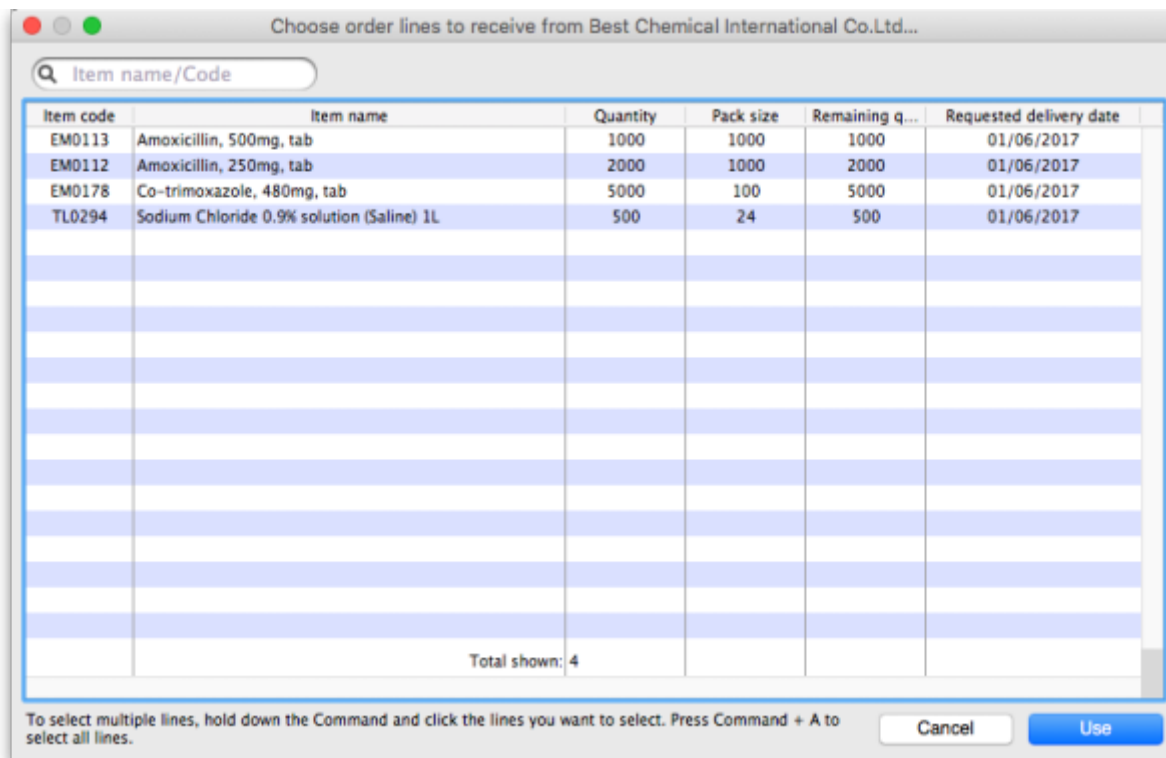 Choose order lines to receive from Best Chemical International Co.Ltd...
Item name/Code
Item code Item name Quantity Pack size Remaining q... Requested delivery date
EM0113 Amoxicillin, 500mg, tab 1000 1000 1000 01/06/2017
EM0112 Amoxicillin, 250mg, tab 2000 1000 2000 01/06/2017
EM0178 Co-trimoxazole, 480mg, tab 5000 100 5000 01/06/2017
TL0294 Sodium Chloride 0.9% solution (Saline) 1L 500 24 500 01/06/2017
Total shown: 4
To select multiple lines, hold down the Command and click the lines you want to select. Press Command + A to
select all lines.
Cancel Use